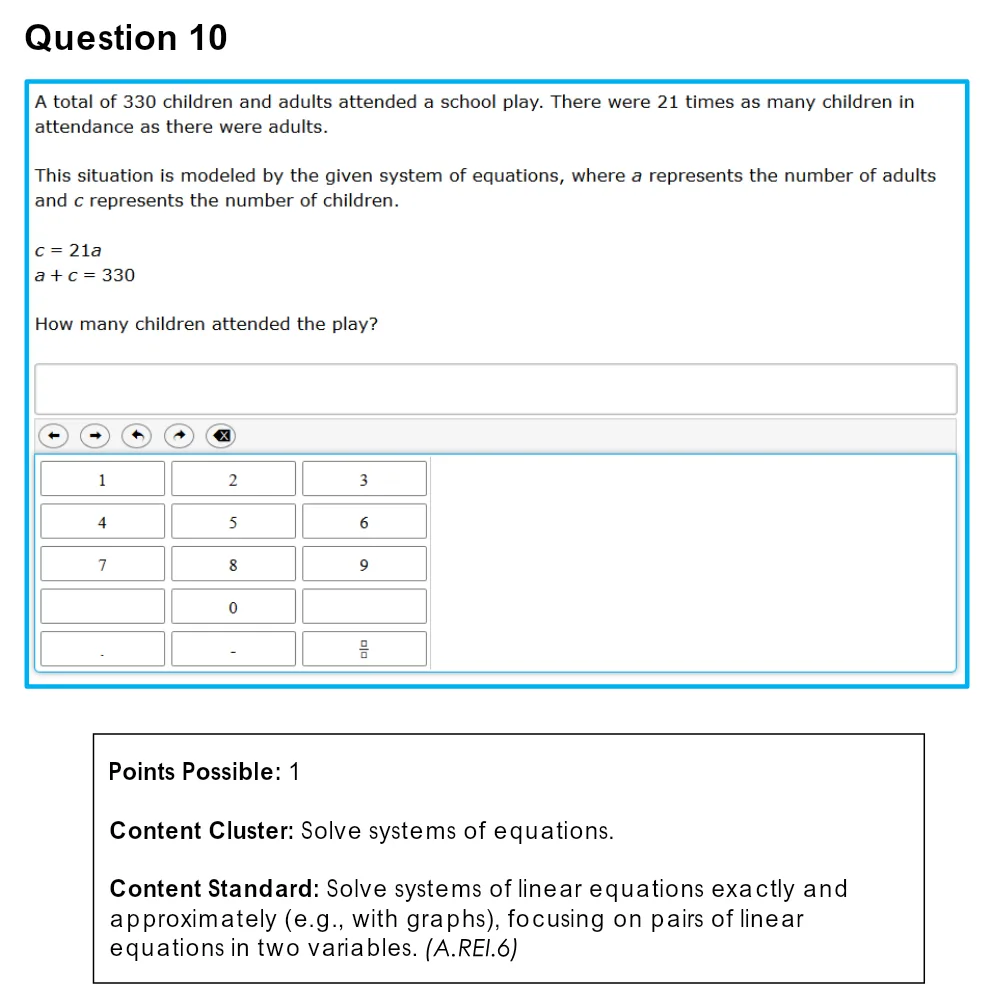 Question 10
A total of 330 children and adults attended a school play. There were 21 times as many children in
attendance as there were adults.
This situation is modeled by the given system of equations, where a represents the number of adults
and c represents the number of children.
c = 21a
a + c = 330
How many children attended the play?
1 2 3
4 5 6
7 8 9
0
. -
Points Possible: 1
Content Cluster: Solve systems of equations.
Content Standard: Solve systems of linear equations exactly and
approximately (e.g., with graphs), focusing on pairs of linear
equations in two variables. (A.REI.6)